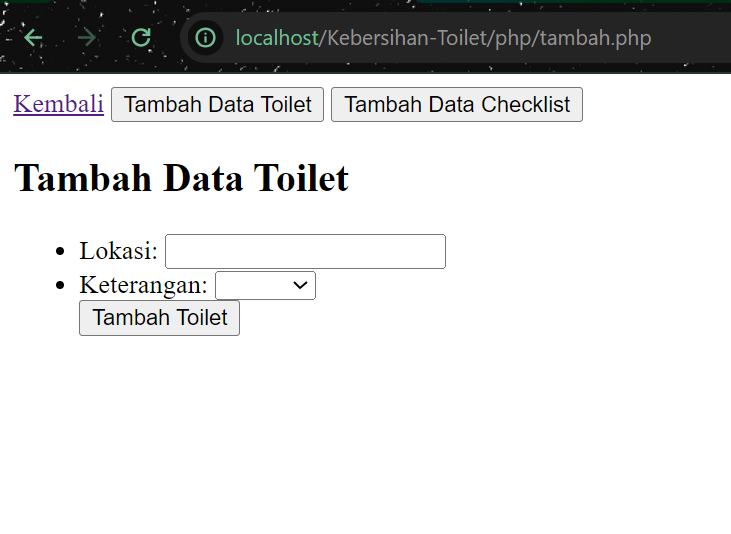 localhost/Kebersihan-Toilet/php/tambah.php
Kembali Tambah Data Toilet Tambah Data Checklist
Tambah Data Toilet
Lokasi:
Keterangan:
Tambah Toilet